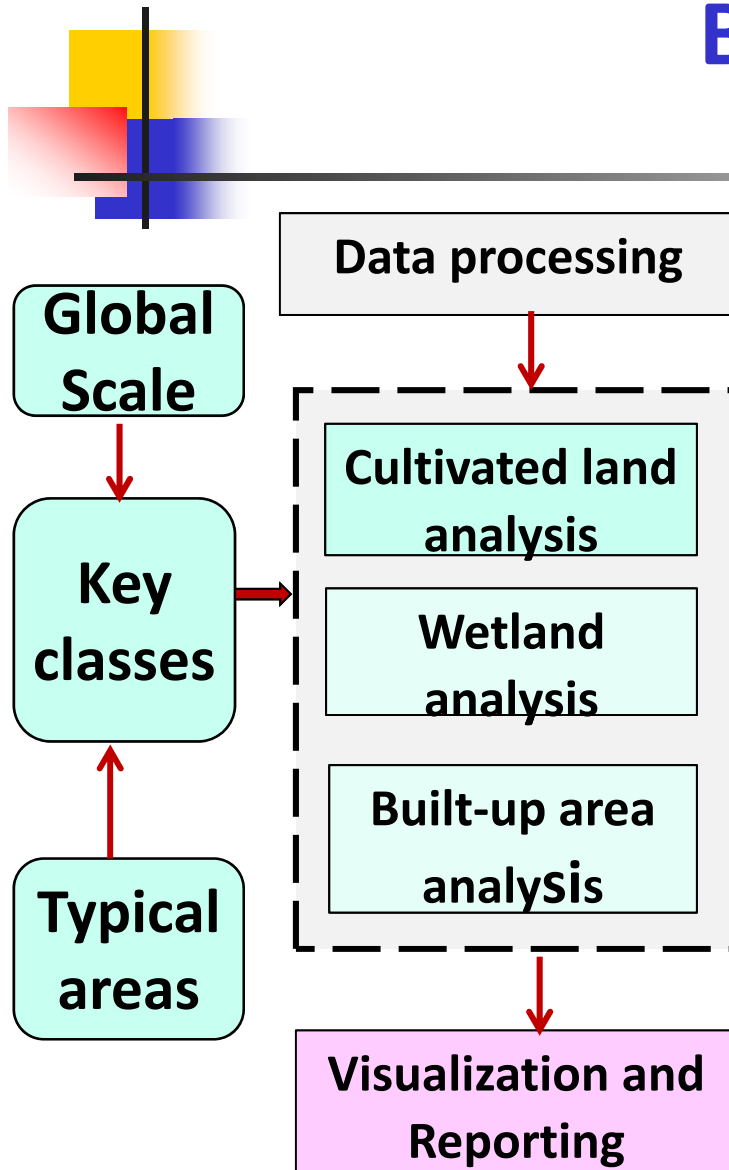 B
Data processing
Global
Scale
Cultivated land
analysis
Key
classes
Wetland
analysis
Built-up area
analysis
Typical
areas
Visualization and
Reporting